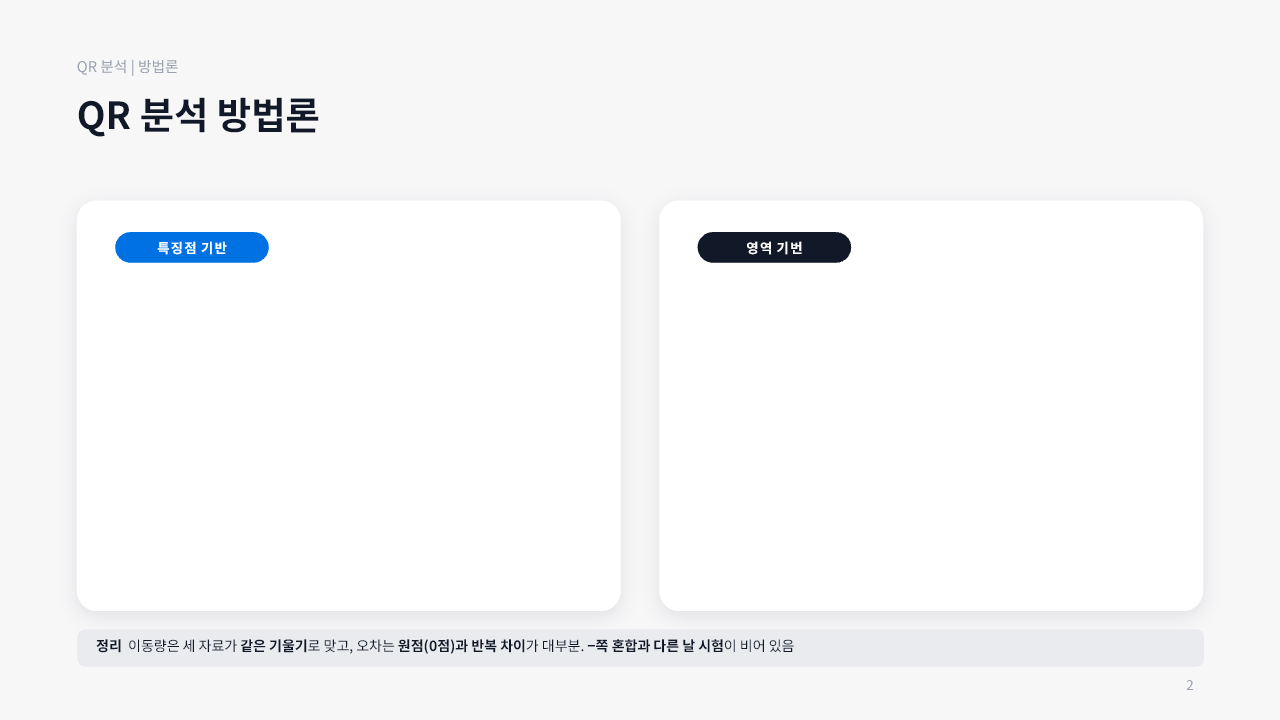 QR 분석 | 방법론
QR 분석 방법론
특징점 기반
영역 기번
정리 이동량은 세 자료가 같은 기울기로 맞고, 오차는 원점(0점)과 반복 차이가 대부분. −쪽 혼합과 다른 날 시험이 비어 있음
2